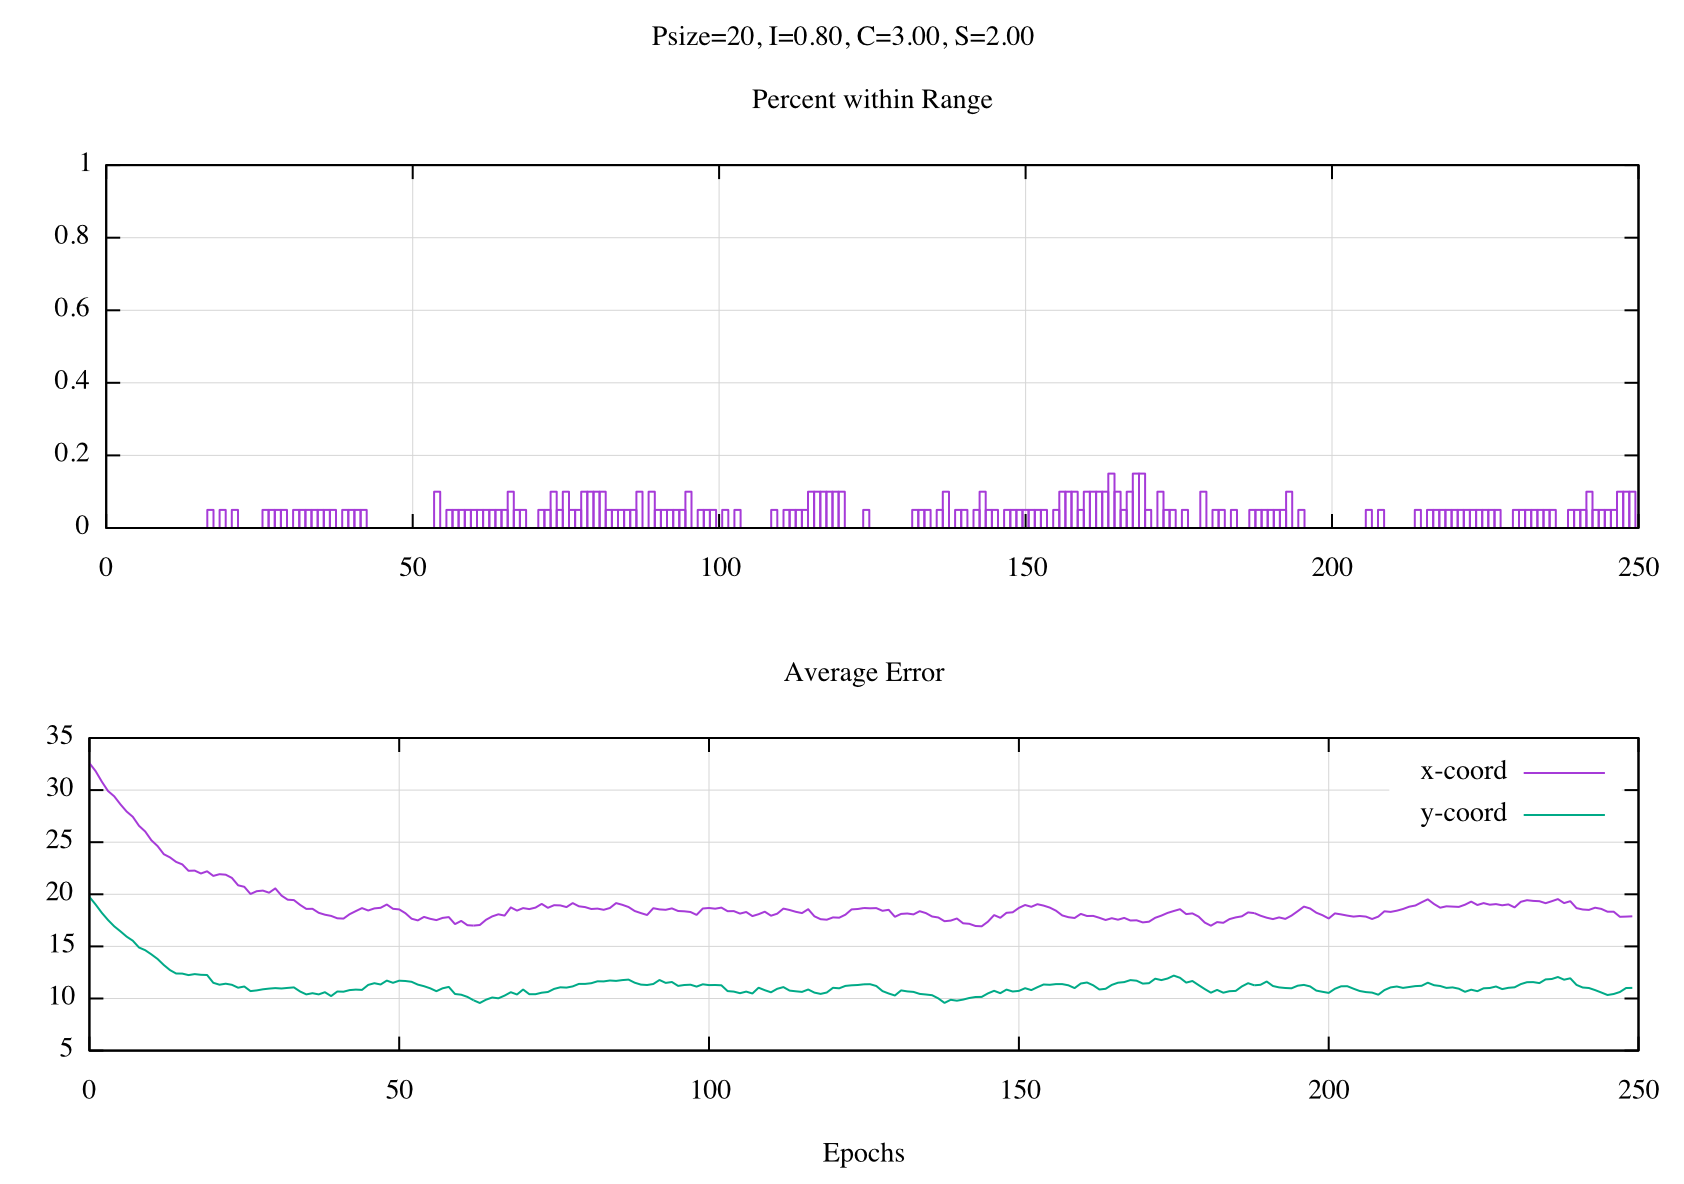 Psize=20, I=0.80, C=3.00, S=2.00
Percent within Range
1
0.8
0.6
0.4
0.2
0
0 50 100 150 200 250
Average Error
35
30
25
20
15
10
5
x-coord
y-coord
0 50 100 150 200 250
Epochs